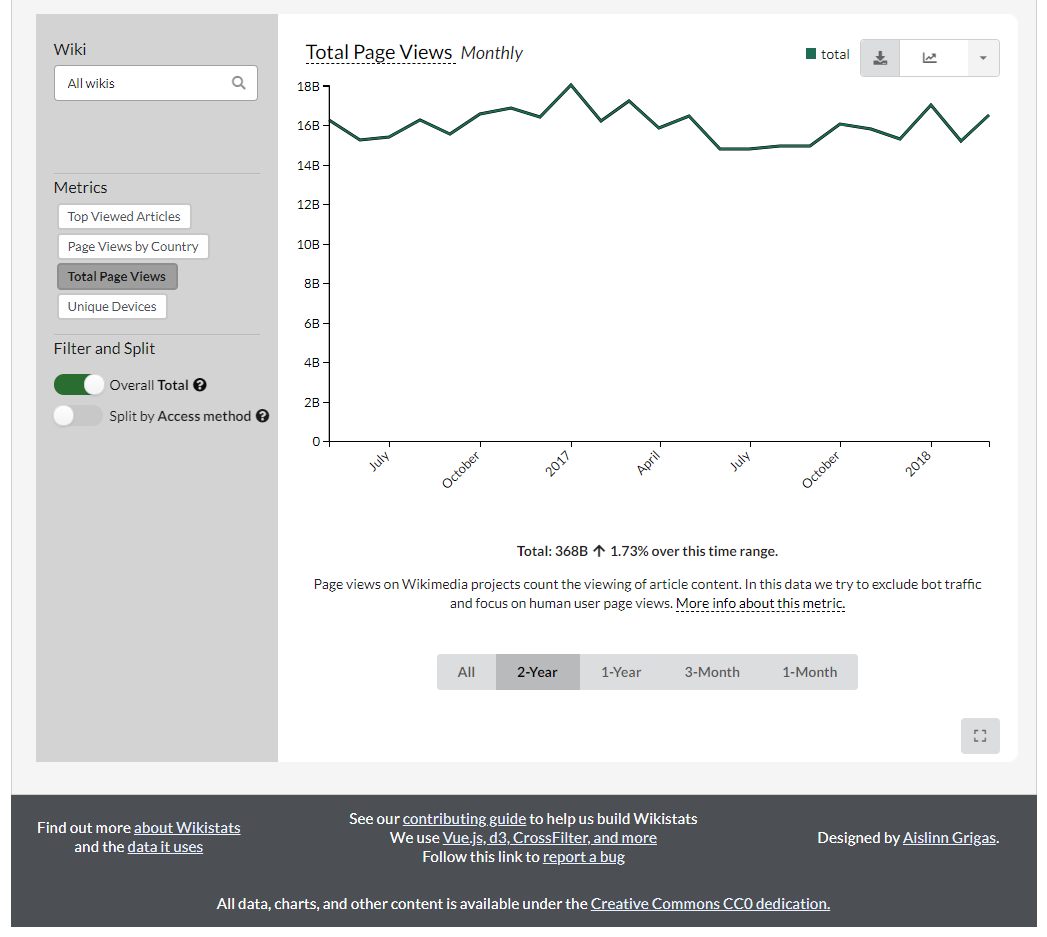 Wiki
All wikis
Metrics
Top Viewed Articles
Page Views by Country
Total Page Views
Unique Devices
Filter and Split
Overall Total ?
Split by Access method ?
Total Page Views Monthly
total
18B
16B
14B
12B
10B
8B
6B
4B
2B
0
July
October
2017
April
July
October
2018
Total: 368B ↑ 1.73% over this time range.
Page views on Wikimedia projects count the viewing of article content. In this data we try to exclude bot traffic
and focus on human user page views. More info about this metric.
All
2-Year
1-Year
3-Month
1-Month
Find out more about Wikistats
and the data it uses
See our contributing guide to help us build Wikistats
We use Vue.js, d3, CrossFilter, and more
Follow this link to report a bug
Designed by Aislinn Grigas.
All data, charts, and other content is available under the Creative Commons CC0 dedication.